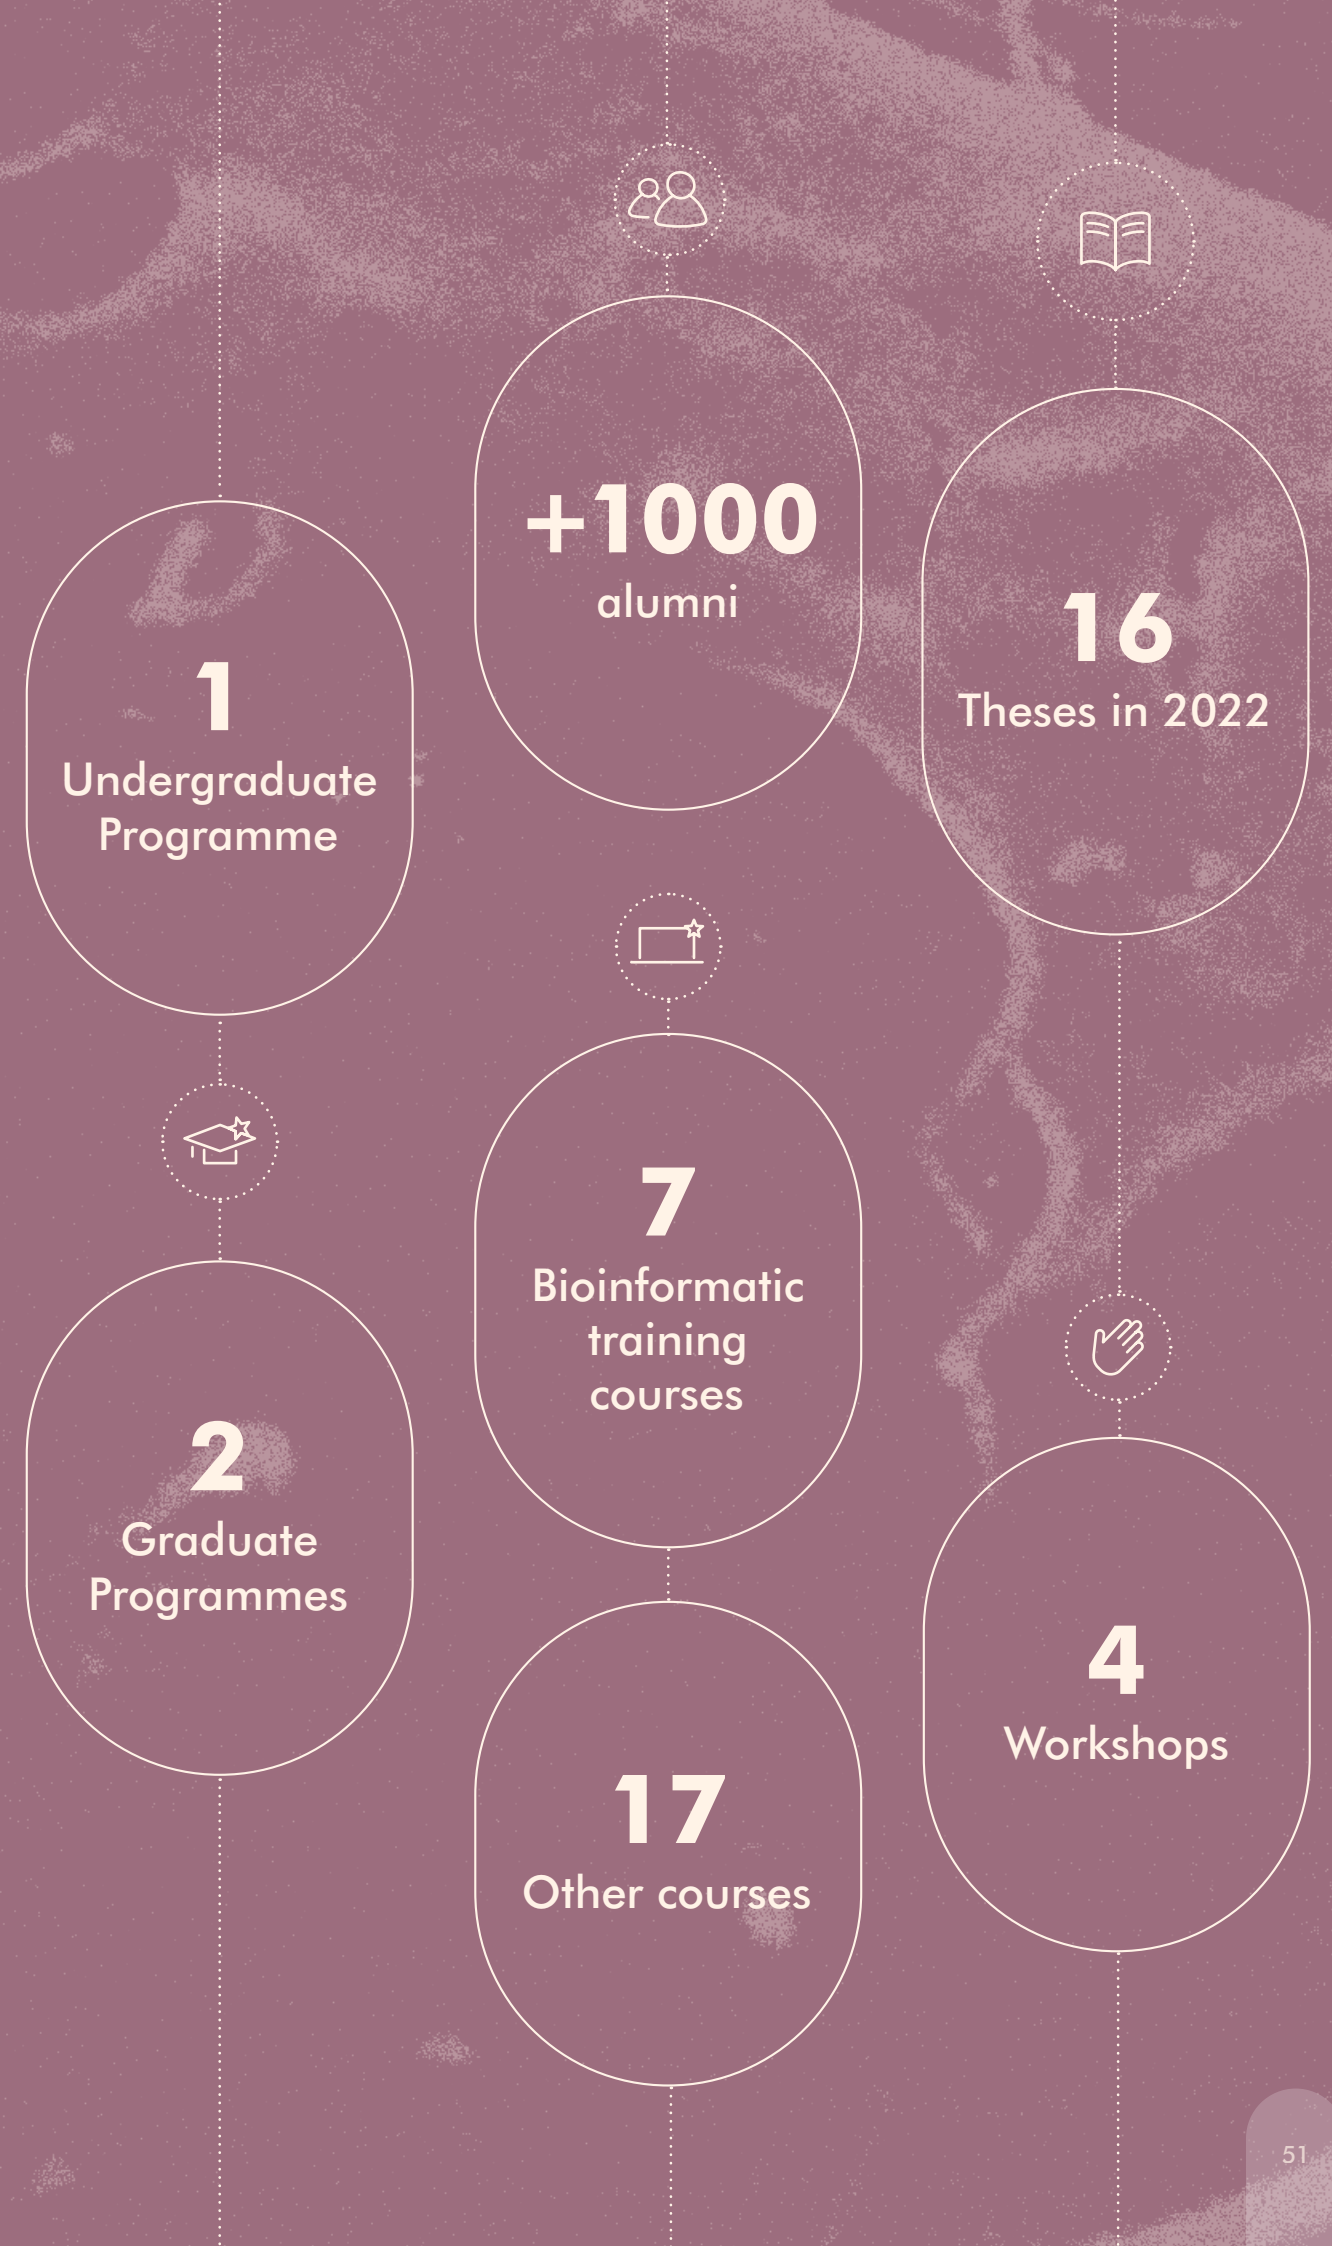 1
Undergraduate
Programme
2
Graduate
Programmes
+1000
alumni
7
Bioinformatic
training
courses
17
Other courses
16
Theses in 2022
4
Workshops
51